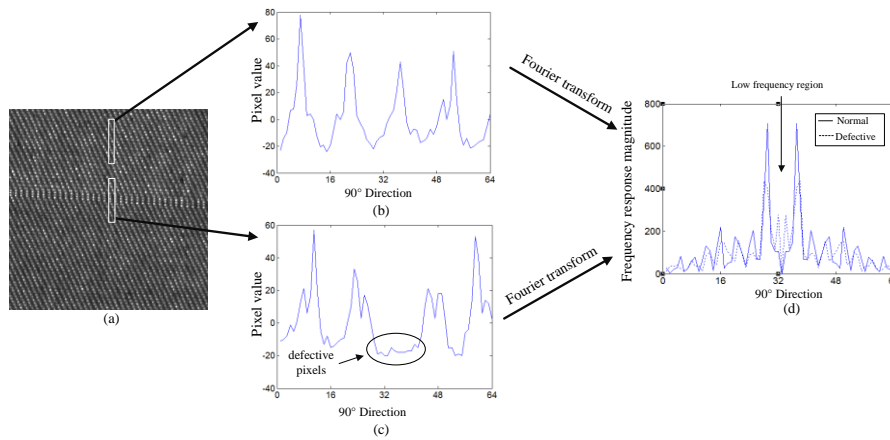 80
60
40
20
0
-20
-40
0 16 32 48 64
Pixel value
90° Direction
(b)
Fourier transform
Low frequency region
800
600
400
200
0
0 16 32 48 6
Frequency response magnitude
Normal
Defective
90° Direction
(d)
(a)
60
40
20
0
-20
-40
0 16 32 48 64
Pixel value
defective
pixels
90° Direction
(c)
Fourier transform